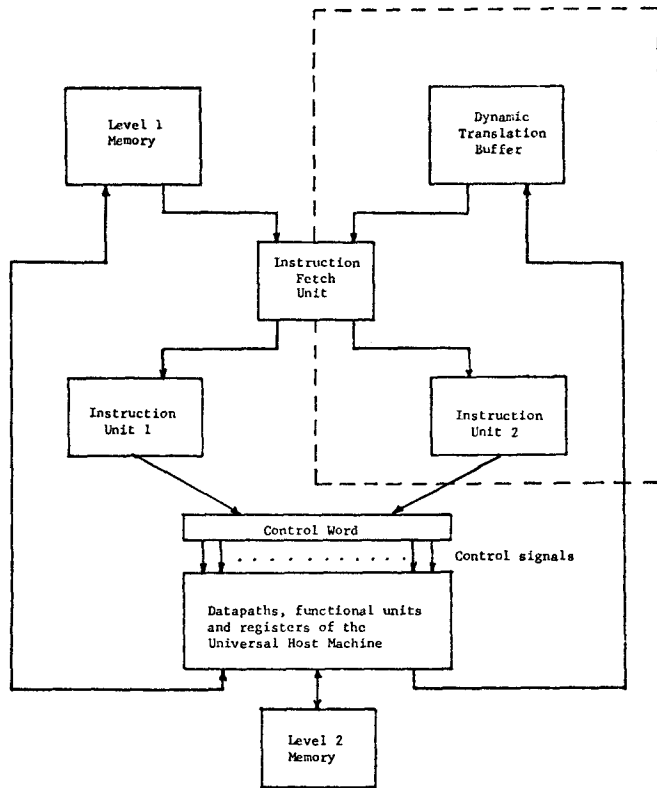 Level 1
Memory
Dynamic
Translation
Buffer
Instruction
Fetch
Unit
Instruction
Unit 1
Instruction
Unit 2
Control Word
Control signals
Datapaths, functional units
and registers of the
Universal Host Machine
Level 2
Memory